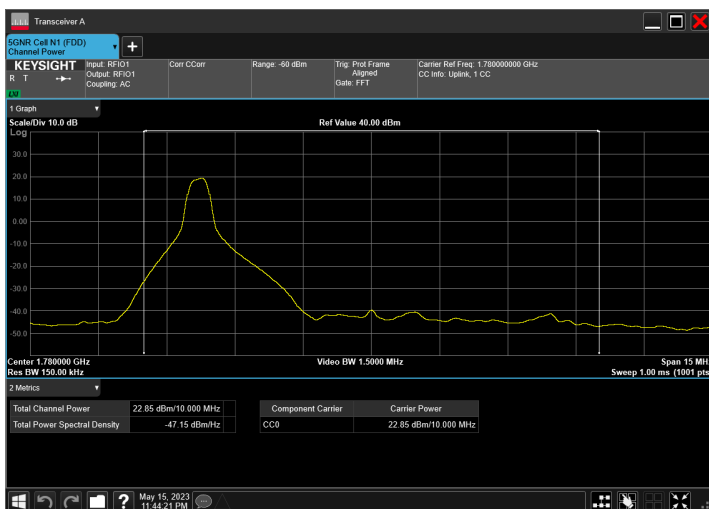 Transceiver A
5GNR Cell N1 (FDD)
Channel Power
KEYSIGHT
R T
LXI
Input: RFIO1
Output: RFIO1
Coupling: AC
Corr CCorr
Range: -60 dBm
Trig: Prot Frame
Aligned
Gate: FFT
Carrier Ref Freq: 1.780000000 GHz
CC Info: Uplink, 1 CC
1 Graph
Scale/Div 10.0 dB
Ref Value 40.00 dBm
Log
30.0
20.0
10.0
0.00
-10.0
-20.0
-30.0
-40.0
-50.0
Center 1.780000 GHz
Video BW 1.5000 MHz
Span 15 MH
Res BW 150.00 kHz
Sweep 1.00 ms (1001 pts
2 Metrics
Total Channel Power 22.85 dBm/10.000 MHz
Total Power Spectral Density -47.15 dBm/Hz
Component Carrier Carrier Power
CC0 22.85 dBm/10.000 MHz
?
May 15, 2023
11:44:21 PM